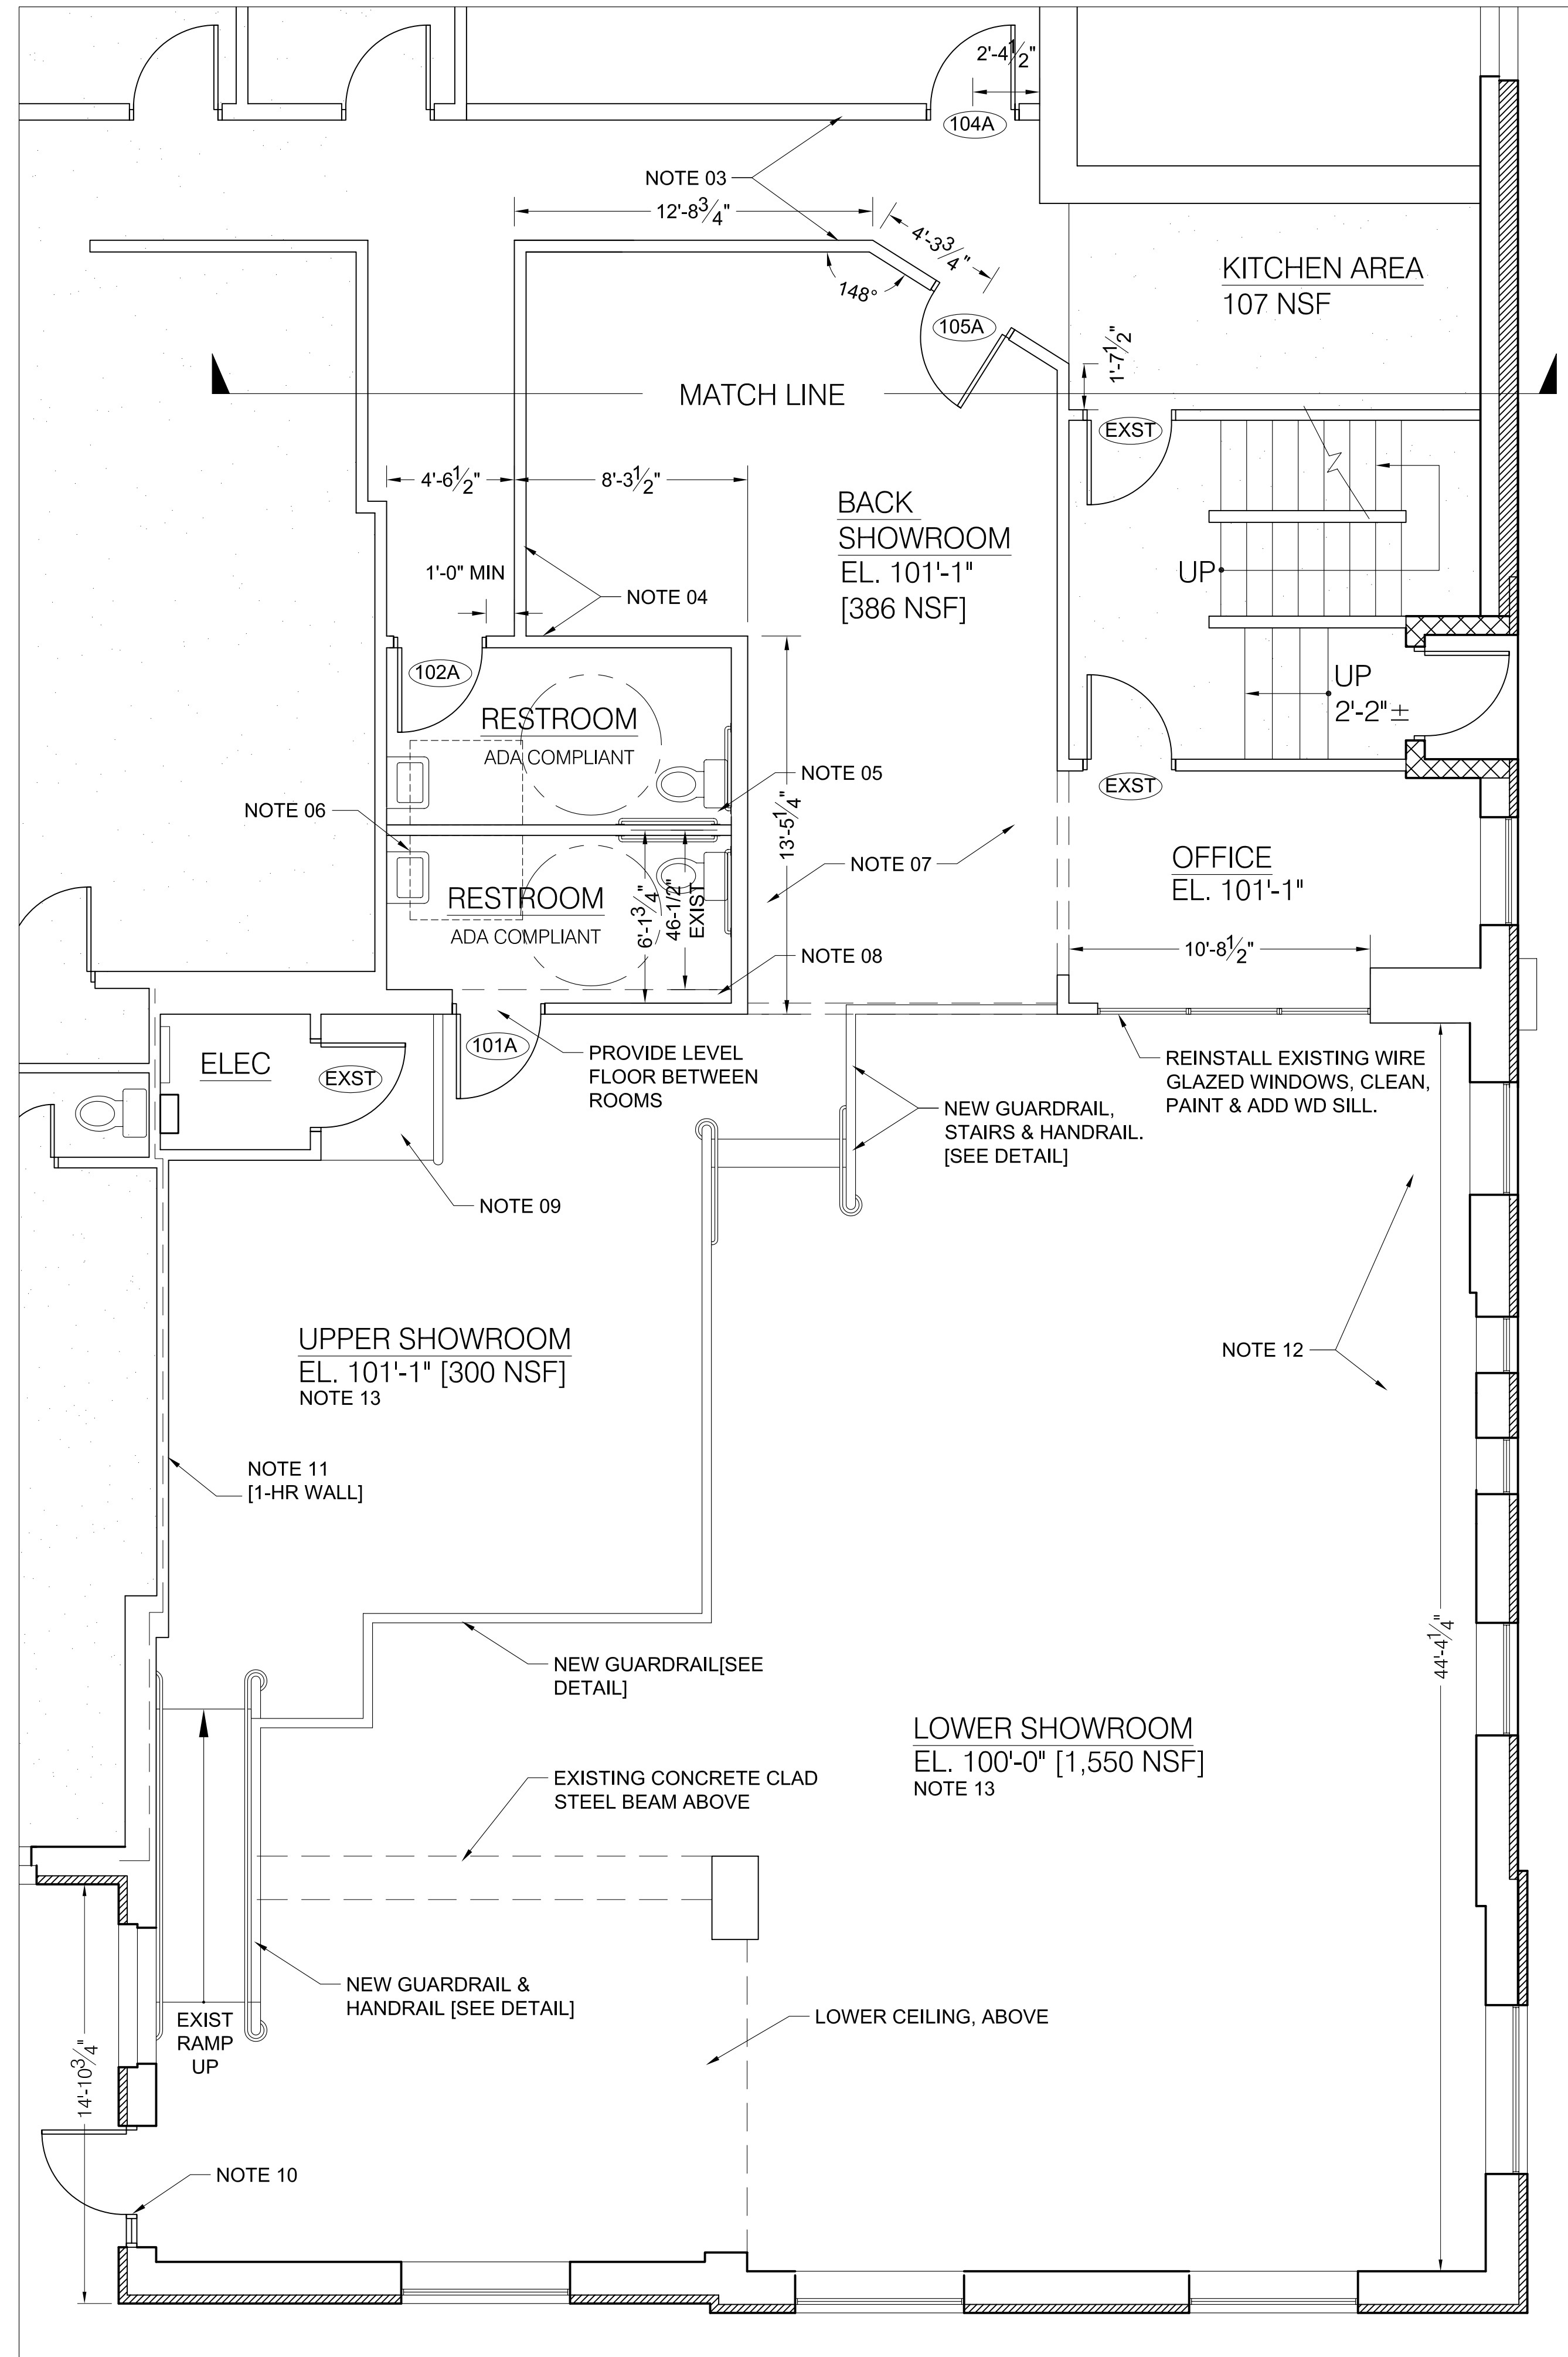 2'-4 1/2"
104A
NOTE 03
12'-8 3/4"
4'-3 3/4"
148°
105A
KITCHEN AREA
107 NSF
1'-7 1/2"
MATCH LINE
EXST
4'-6 1/2"
8'-3 1/2"
BACK
SHOWROOM
EL. 101'-1"
[386 NSF]
1'-0" MIN
NOTE 04
UP
102A
UP
2'-2" ±
RESTROOM
ADA COMPLIANT
NOTE 05
EXST
NOTE 06
13'-5 1/4"
NOTE 07
OFFICE
EL. 101'-1"
RESTROOM
ADA COMPLIANT
6'-1 3/4"
46-1/2"
EXIST
NOTE 08
10'-8 1/2"
101A
ELEC
EXST
PROVIDE LEVEL
FLOOR BETWEEN
ROOMS
REINSTALL EXISTING WIRE
GLAZED WINDOWS, CLEAN,
PAINT & ADD WD SILL.
NEW GUARDRAIL,
STAIRS & HANDRAIL.
[SEE DETAIL]
NOTE 09
UPPER SHOWROOM
EL. 101'-1" [300 NSF]
NOTE 13
NOTE 12
NOTE 11
[1-HR WALL]
44'-4 1/4"
NEW GUARDRAIL[SEE
DETAIL]
LOWER SHOWROOM
EL. 100'-0" [1,550 NSF]
NOTE 13
EXISTING CONCRETE CLAD
STEEL BEAM ABOVE
NEW GUARDRAIL &
HANDRAIL [SEE DETAIL]
LOWER CEILING, ABOVE
EXIST
RAMP
UP
14'-10 3/4"
NOTE 10